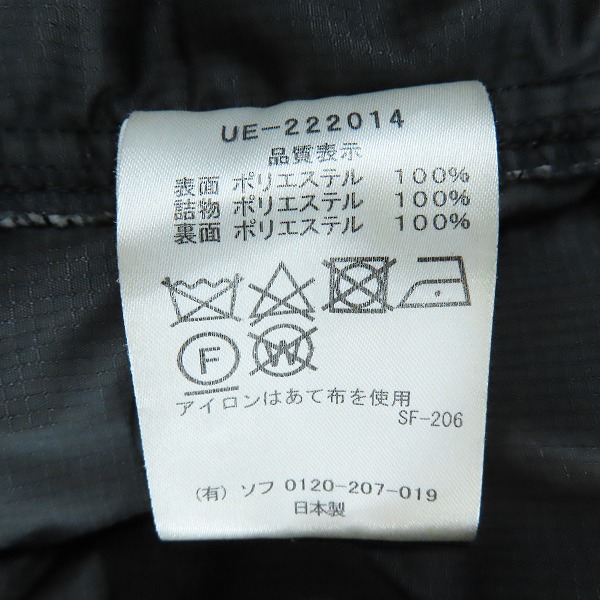 UE-222014
品質表示
表面 ポリエステル 100%
詰物 ポリエステル 100%
裏面 ポリエステル 100%
F W
アイロンはあて布を使用
SF-206
(有) ソフ 0120-207-019
日本製